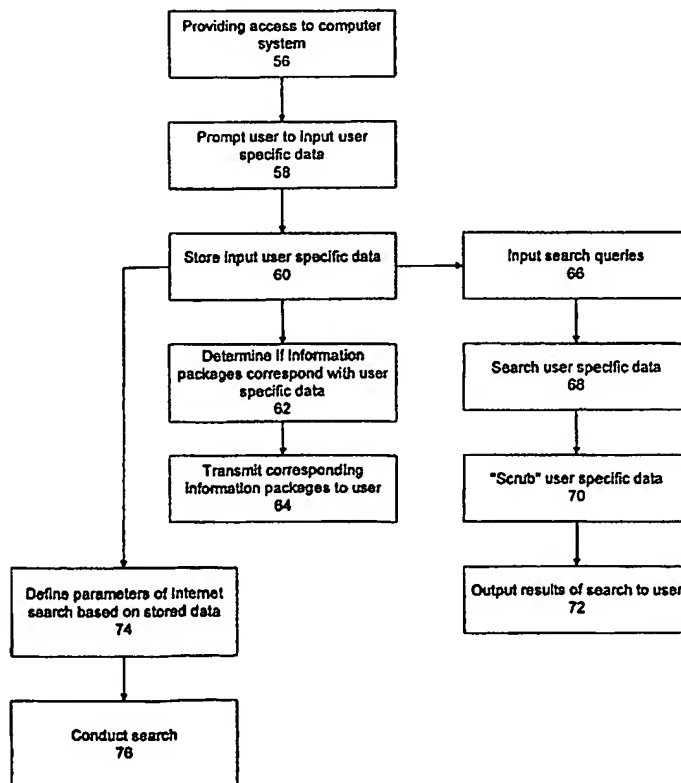 Providing access to computer
system
56
Prompt user to input user
specific data
58
Store input user specific data
60
Input search queries
66
Determine if information
packages correspond with user
specific data
62
Search user specific data
68
Transmit corresponding
information packages to user
64
"Scrub" user specific data
70
Define parameters of Internet
search based on stored data
74
Output results of search to user
72
Conduct search
76